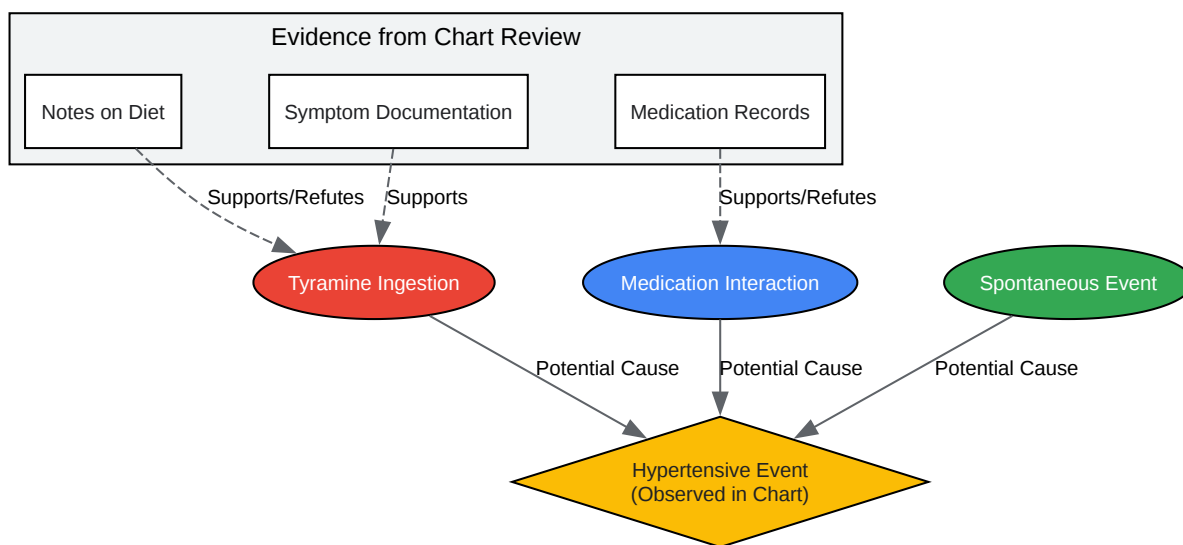 Evidence from Chart Review
Notes on Diet
Symptom Documentation
Medication Records
Supports/Refutes
Supports
Supports/Refutes
Tyramine Ingestion
Medication Interaction
Spontaneous Event
Potential Cause
Potential Cause
Potential Cause
Hypertensive Event
(Observed in Chart)